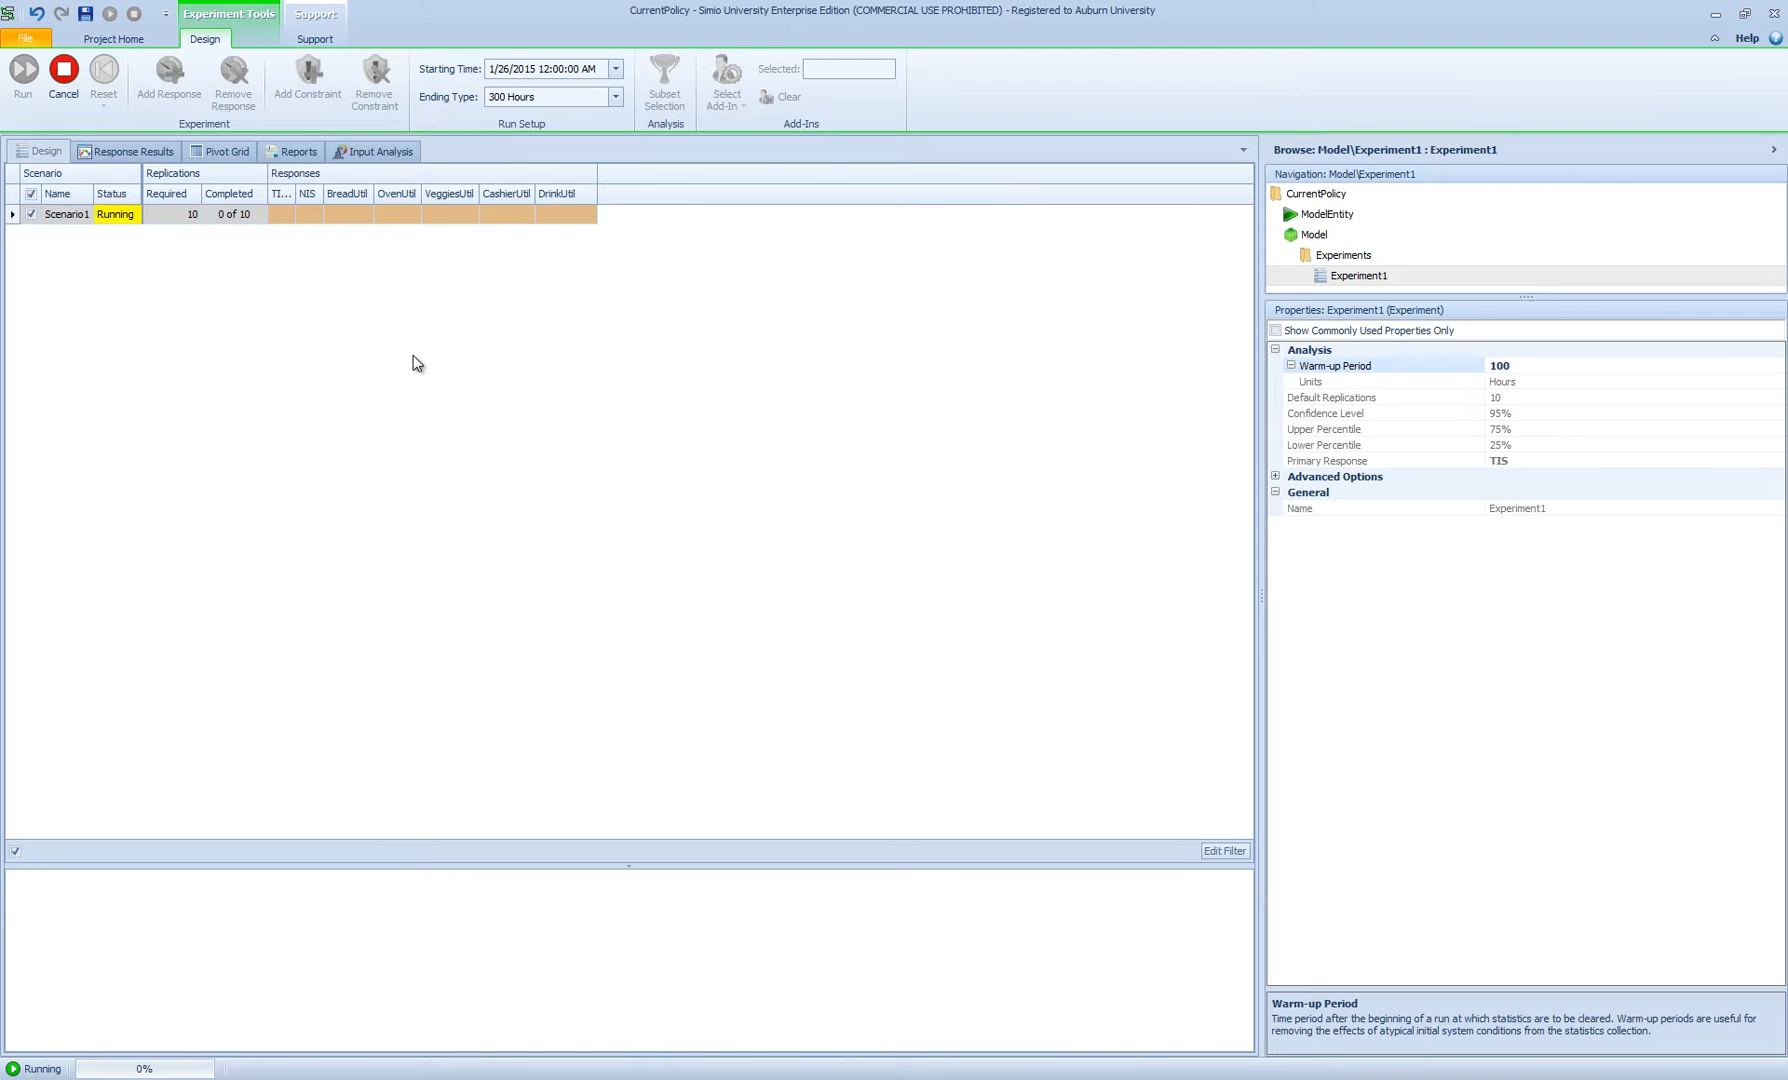 Experiment Tools
Support
CurrentPolicy - Simio University Enterprise Edition (COMMERCIAL USE PROHIBITED) - Registered to Auburn University
File
Project Home
Design
Support
Help
Run
Cancel
Reset
Add Response
Remove Response
Add Constraint
Remove Constraint
Experiment
Starting Time: 1/26/2015 12:00:00 AM
Ending Type: 300 Hours
Run Setup
Subset Selection
Analysis
Select Add-In
Selected:
Clear
Add-Ins
Design
Response Results
Pivot Grid
Reports
Input Analysis
Scenario Replications Responses
Name Status Required Completed TI... NIS BreadUtil OvenUtil VeggiesUtil CashierUtil DrinkUtil
Scenario1 Running 10 0 of 10
Edit Filter
Browse: Model\Experiment1 : Experiment1
Navigation: Model\Experiment1
CurrentPolicy
ModelEntity
Model
Experiments
Experiment1
Properties: Experiment1 (Experiment)
Show Commonly Used Properties Only
Analysis
Warm-up Period 100
Units Hours
Default Replications 10
Confidence Level 95%
Upper Percentile 75%
Lower Percentile 25%
Primary Response TIS
Advanced Options
General
Name Experiment1
Warm-up Period
Time period after the beginning of a run at which statistics are to be cleared. Warm-up periods are useful for
removing the effects of atypical initial system conditions from the statistics collection.
Running 0%